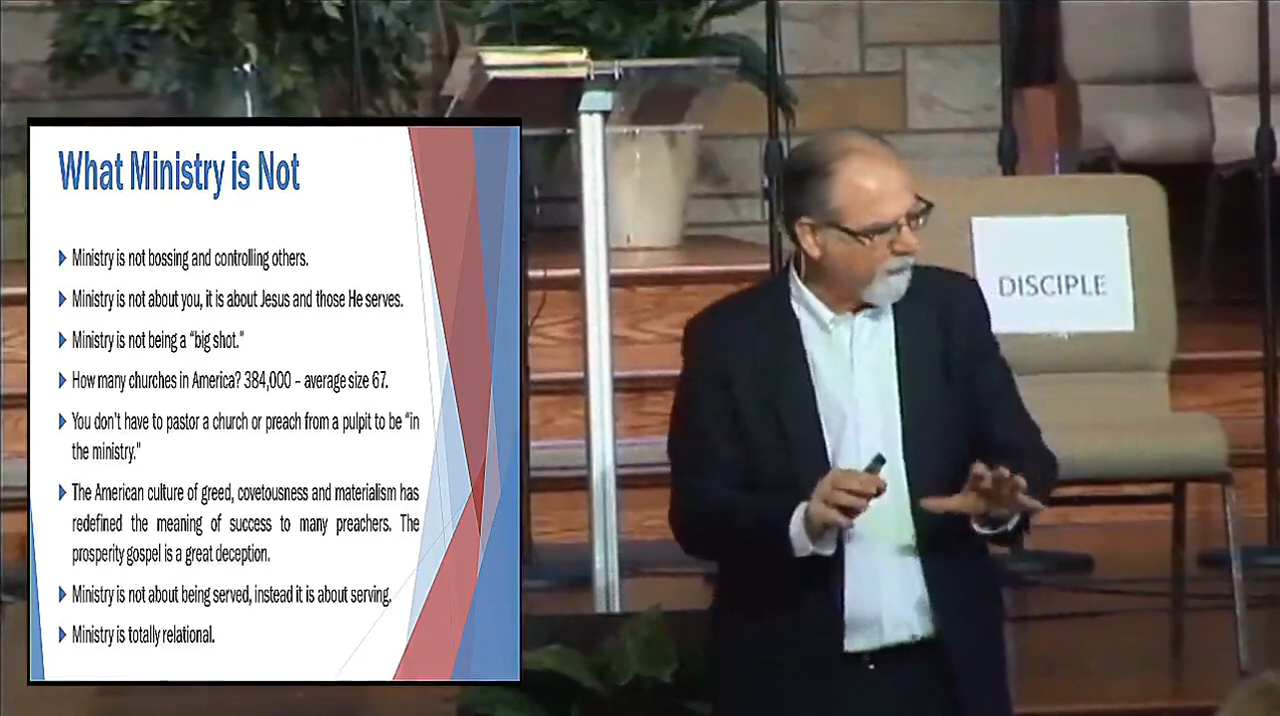 What Ministry is Not
Ministry is not bossing and controlling others.
Ministry is not about you, it is about Jesus and those He serves.
Ministry is not being a “big shot.”
How many churches in America? 384,000 – average size 67.
You don’t have to pastor a church or preach from a pulpit to be “in
the ministry.”
The American culture of greed, covetousness and materialism has
redefined the meaning of success to many preachers. The
prosperity gospel is a great deception.
Ministry is not about being served, instead it is about serving.
Ministry is totally relational.
DISCIPLE